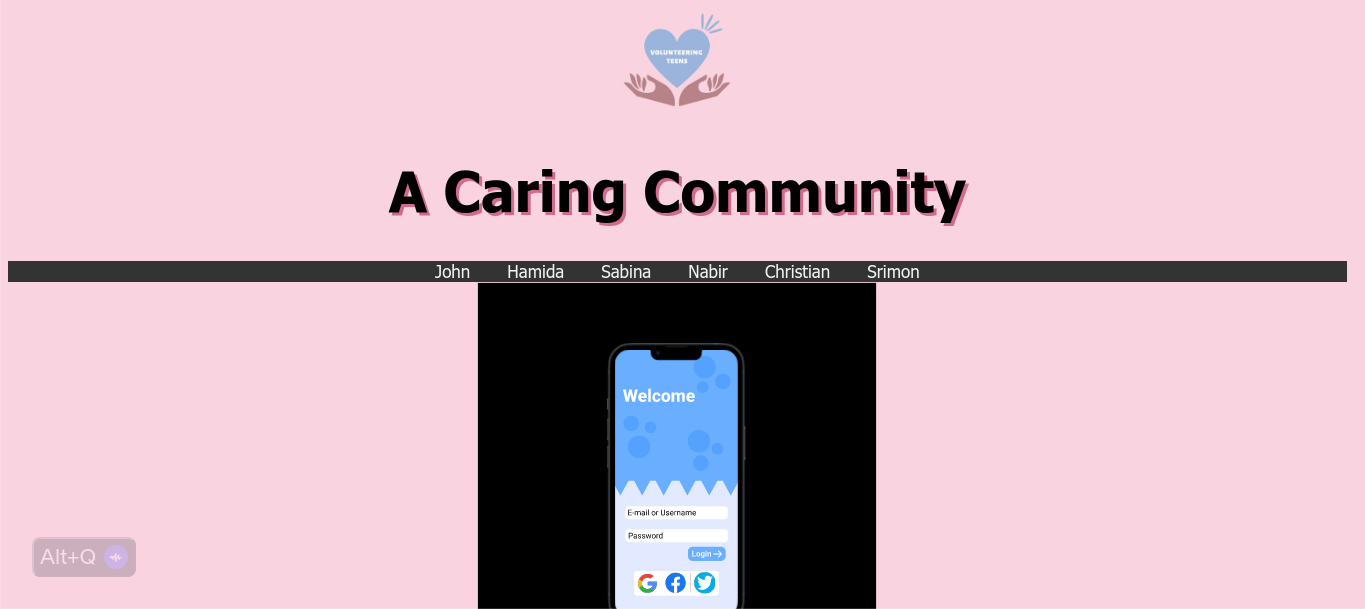 VOLUNTEERING
TEENS
A Caring Community
John Hamida Sabina Nabir Christian Srimon
Welcome
E-mail or Username
Password
Login
Alt+Q